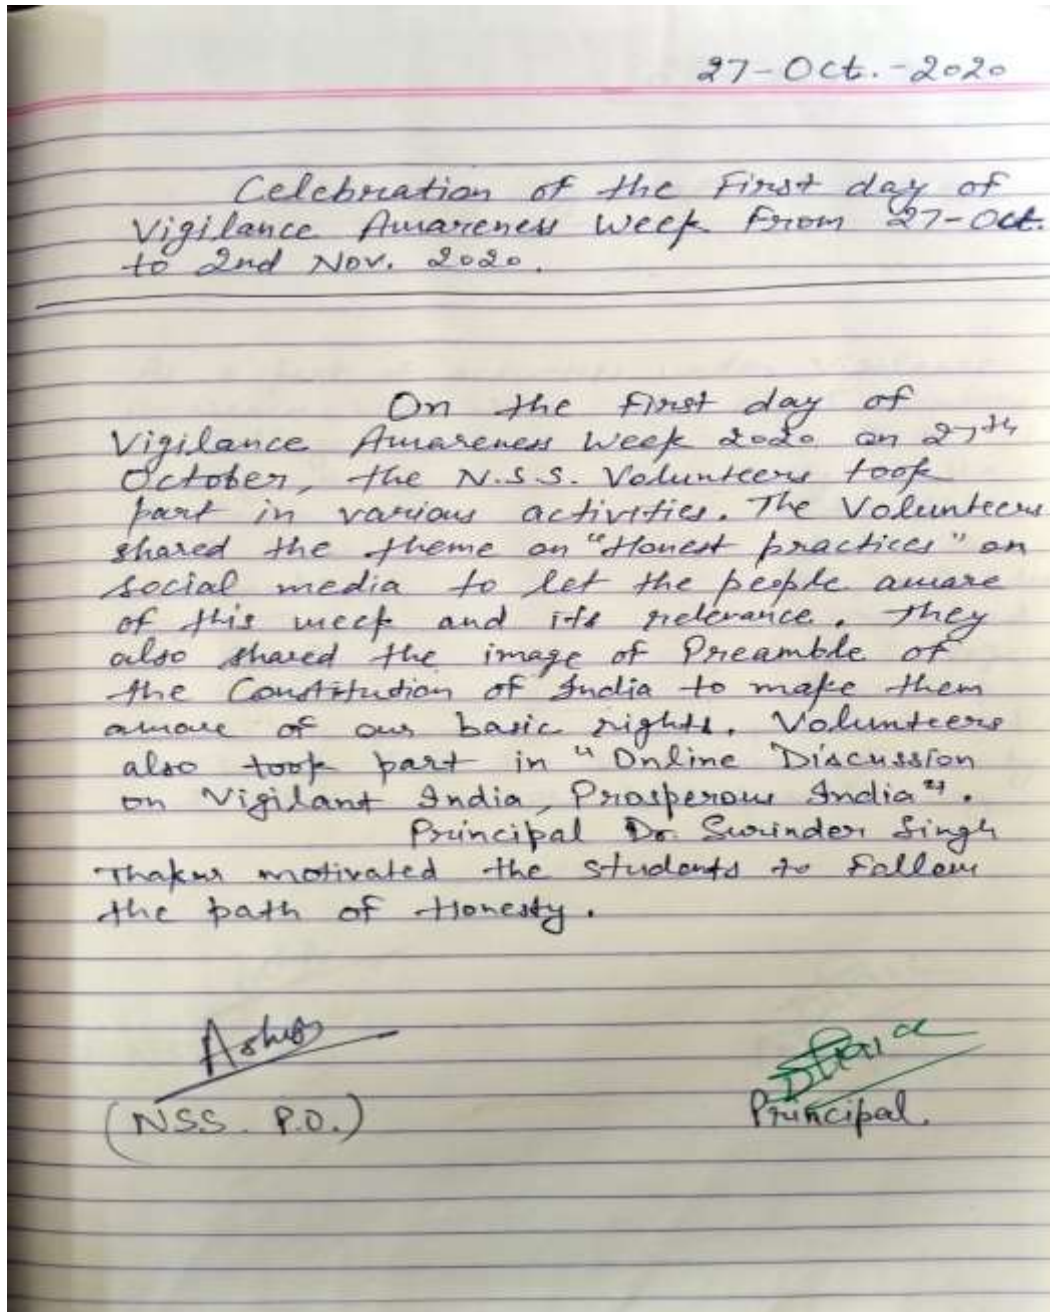 27-Oct.-2020
Celebration of the First day of
Vigilance Awareness Week From 27-Oct.
to 2nd Nov. 2020.
On the First day of
Vigilance Awareness Week 2020 on 27th
October, the N.S.S. Volunteers took
part in various activities. The Volunteers
shared the theme on "Honest practices" on
social media to let the people aware
of this week and its relevance. They
also shared the image of Preamble of
the Constitution of India to make them
aware of our basic rights. Volunteers
also took part in "Online Discussion
on Vigilant India, Prosperous India".
Principal Dr. Surinder Singh
Thakur motivated the students to Follow
the path of Honesty.
(NSS. P.O.)
Principal.